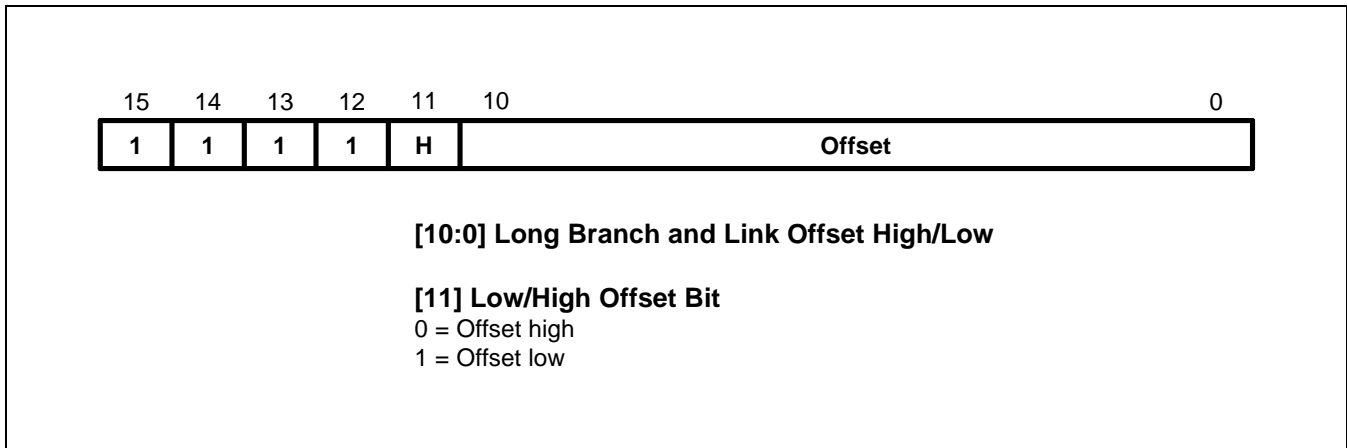 15 14 13 12 11 10 0
1 1 1 1 H Offset
[10:0] Long Branch and Link Offset High/Low
[11] Low/High Offset Bit
0 = Offset high
1 = Offset low